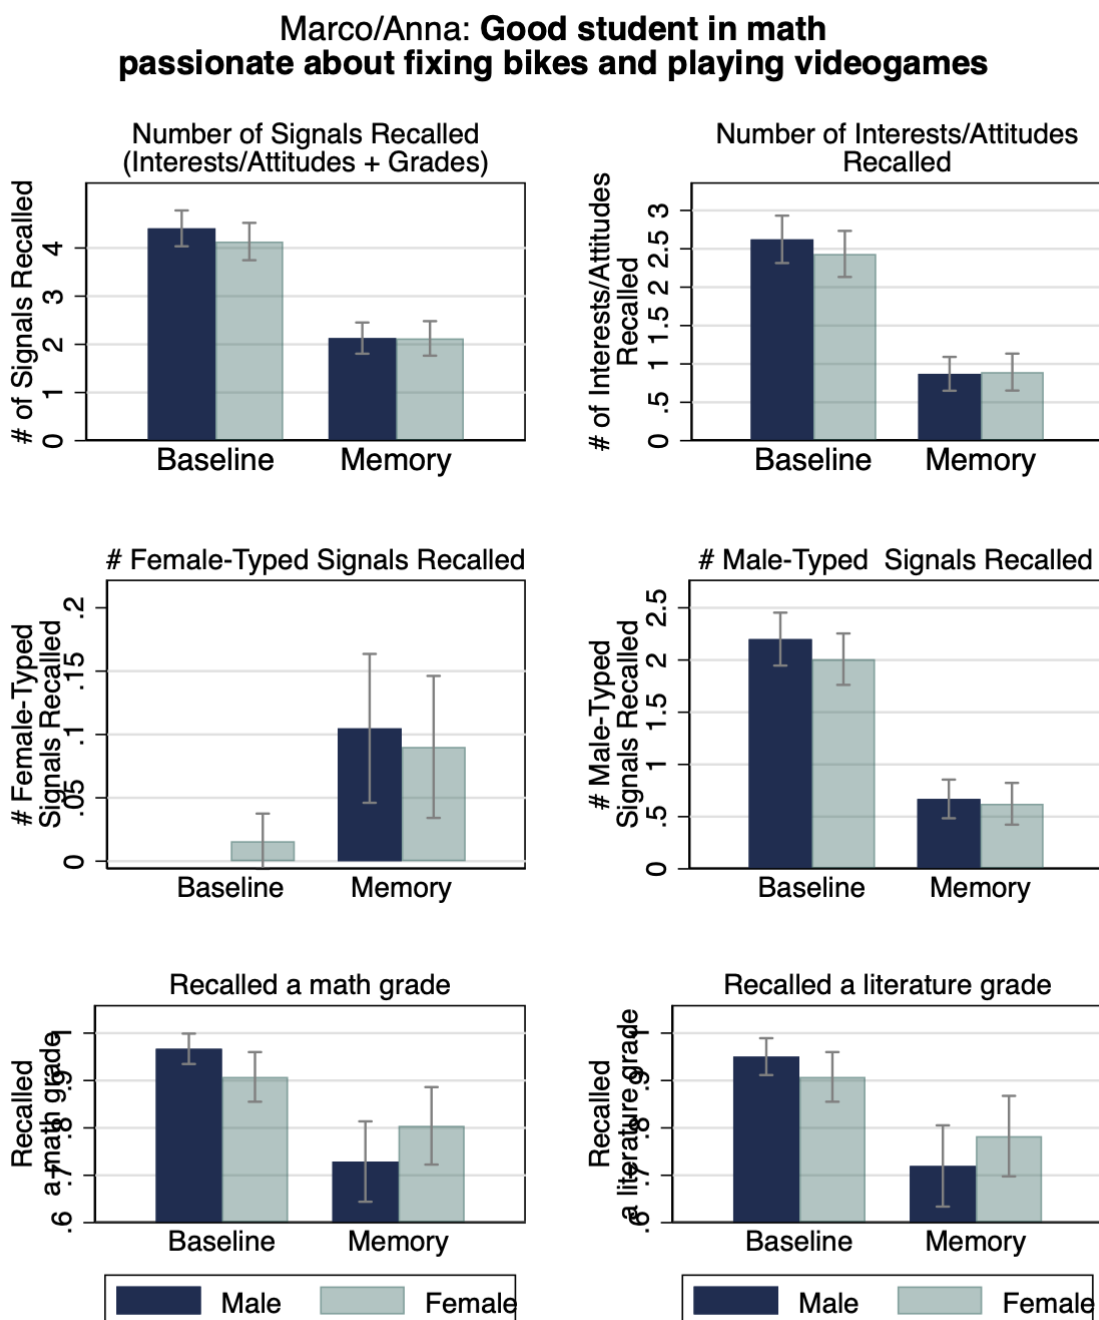 Marco/Anna: Good student in math
passionate about fixing bikes and playing videogames
Number of Signals Recalled
(Interests/Attitudes + Grades)
# of Signals Recalled
4
3
2
1
0
Baseline Memory
Number of Interests/Attitudes
Recalled
# of Interests/Attitudes
Recalled
3
2.5
2
1.5
1
.5
0
Baseline Memory
# Female-Typed Signals Recalled
# Female-Typed
Signals Recalled
.2
.15
.1
.05
0
Baseline Memory
# Male-Typed Signals Recalled
# Male-Typed
Signals Recalled
2.5
2
1.5
1
.5
0
Baseline Memory
Recalled a math grade
Recalled
a math grade
1
.9
.8
.7
.6
Baseline Memory
Recalled a literature grade
Recalled
a literature grade
1
.9
.8
.7
.6
Baseline Memory
Male Female
Male Female